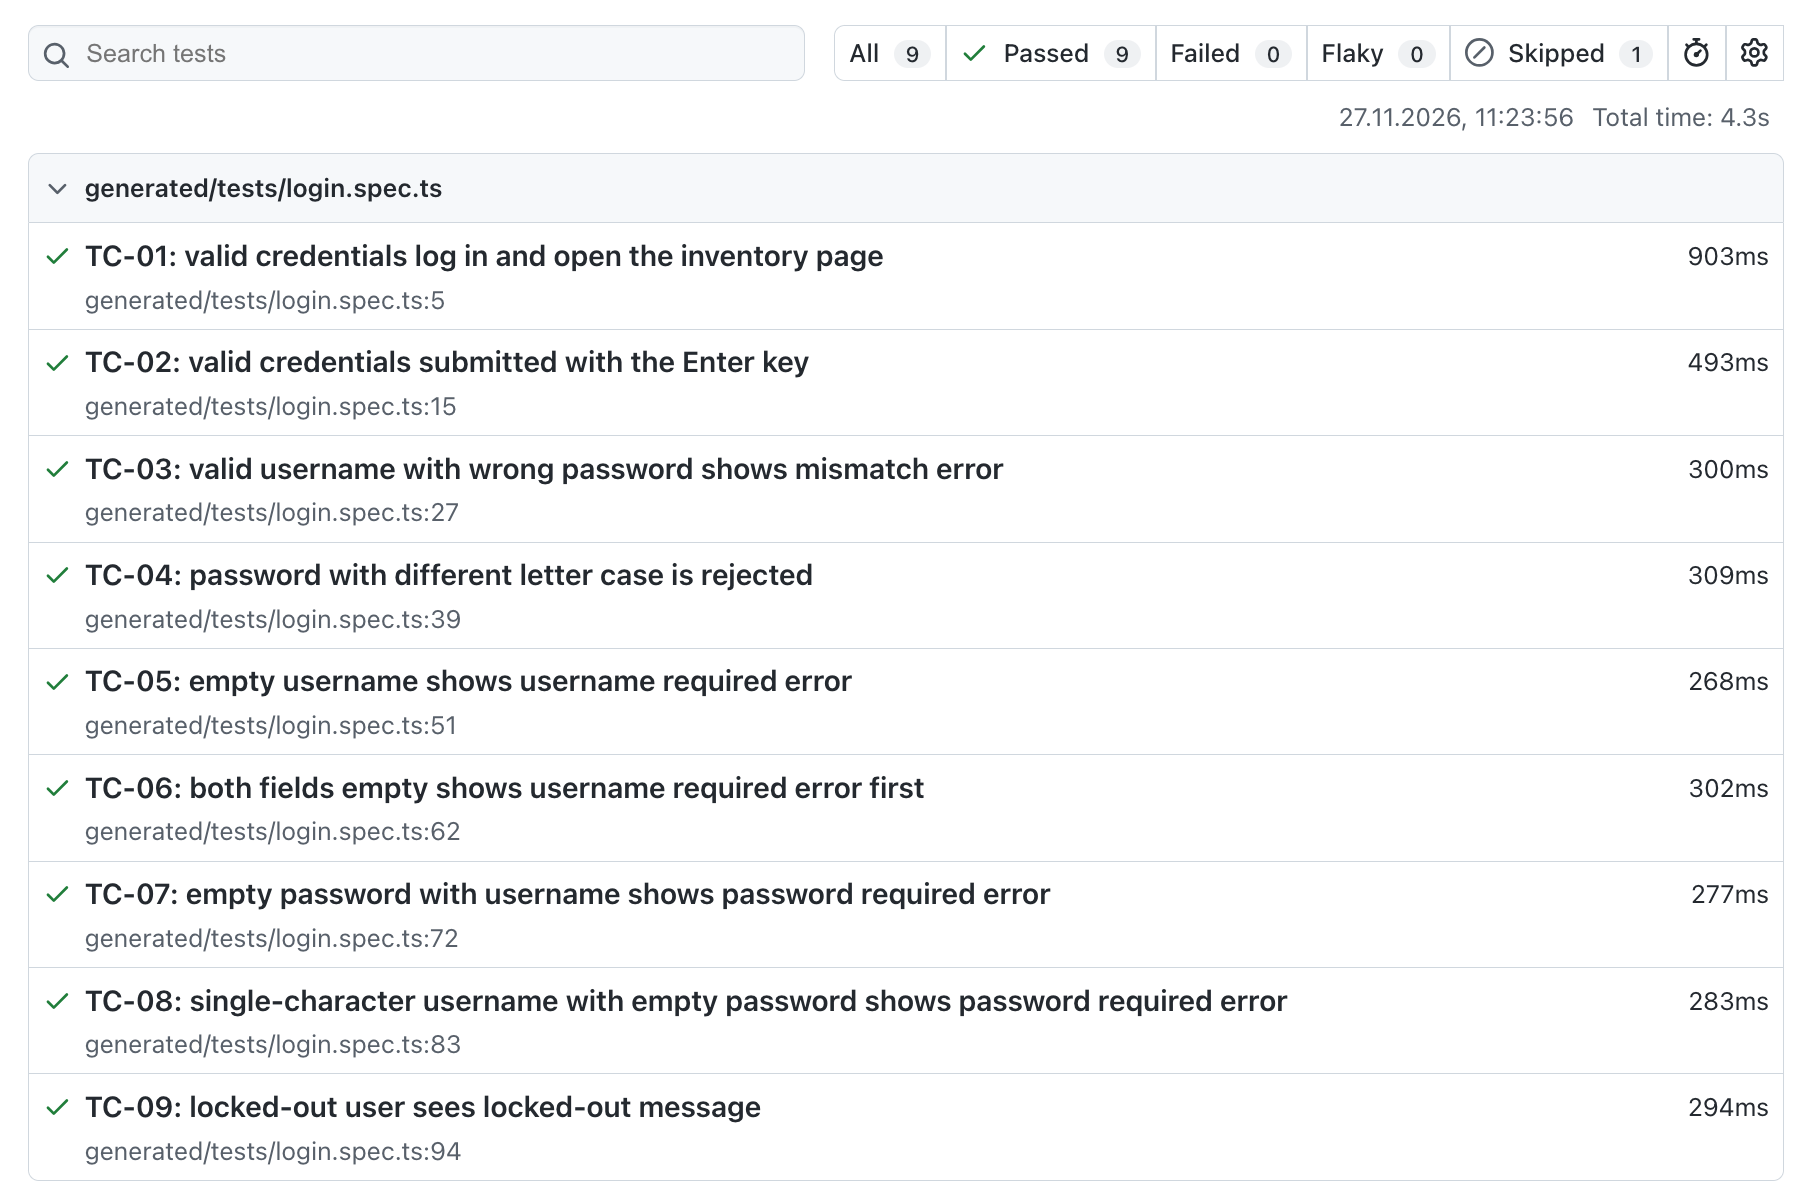 Search tests
All 9 Passed 9 Failed 0 Flaky 0 Skipped 1
27.11.2026, 11:23:56 Total time: 4.3s
generated/tests/login.spec.ts
TC-01: valid credentials log in and open the inventory page 903ms
generated/tests/login.spec.ts:5
TC-02: valid credentials submitted with the Enter key 493ms
generated/tests/login.spec.ts:15
TC-03: valid username with wrong password shows mismatch error 300ms
generated/tests/login.spec.ts:27
TC-04: password with different letter case is rejected 309ms
generated/tests/login.spec.ts:39
TC-05: empty username shows username required error 268ms
generated/tests/login.spec.ts:51
TC-06: both fields empty shows username required error first 302ms
generated/tests/login.spec.ts:62
TC-07: empty password with username shows password required error 277ms
generated/tests/login.spec.ts:72
TC-08: single-character username with empty password shows password required error 283ms
generated/tests/login.spec.ts:83
TC-09: locked-out user sees locked-out message 294ms
generated/tests/login.spec.ts:94